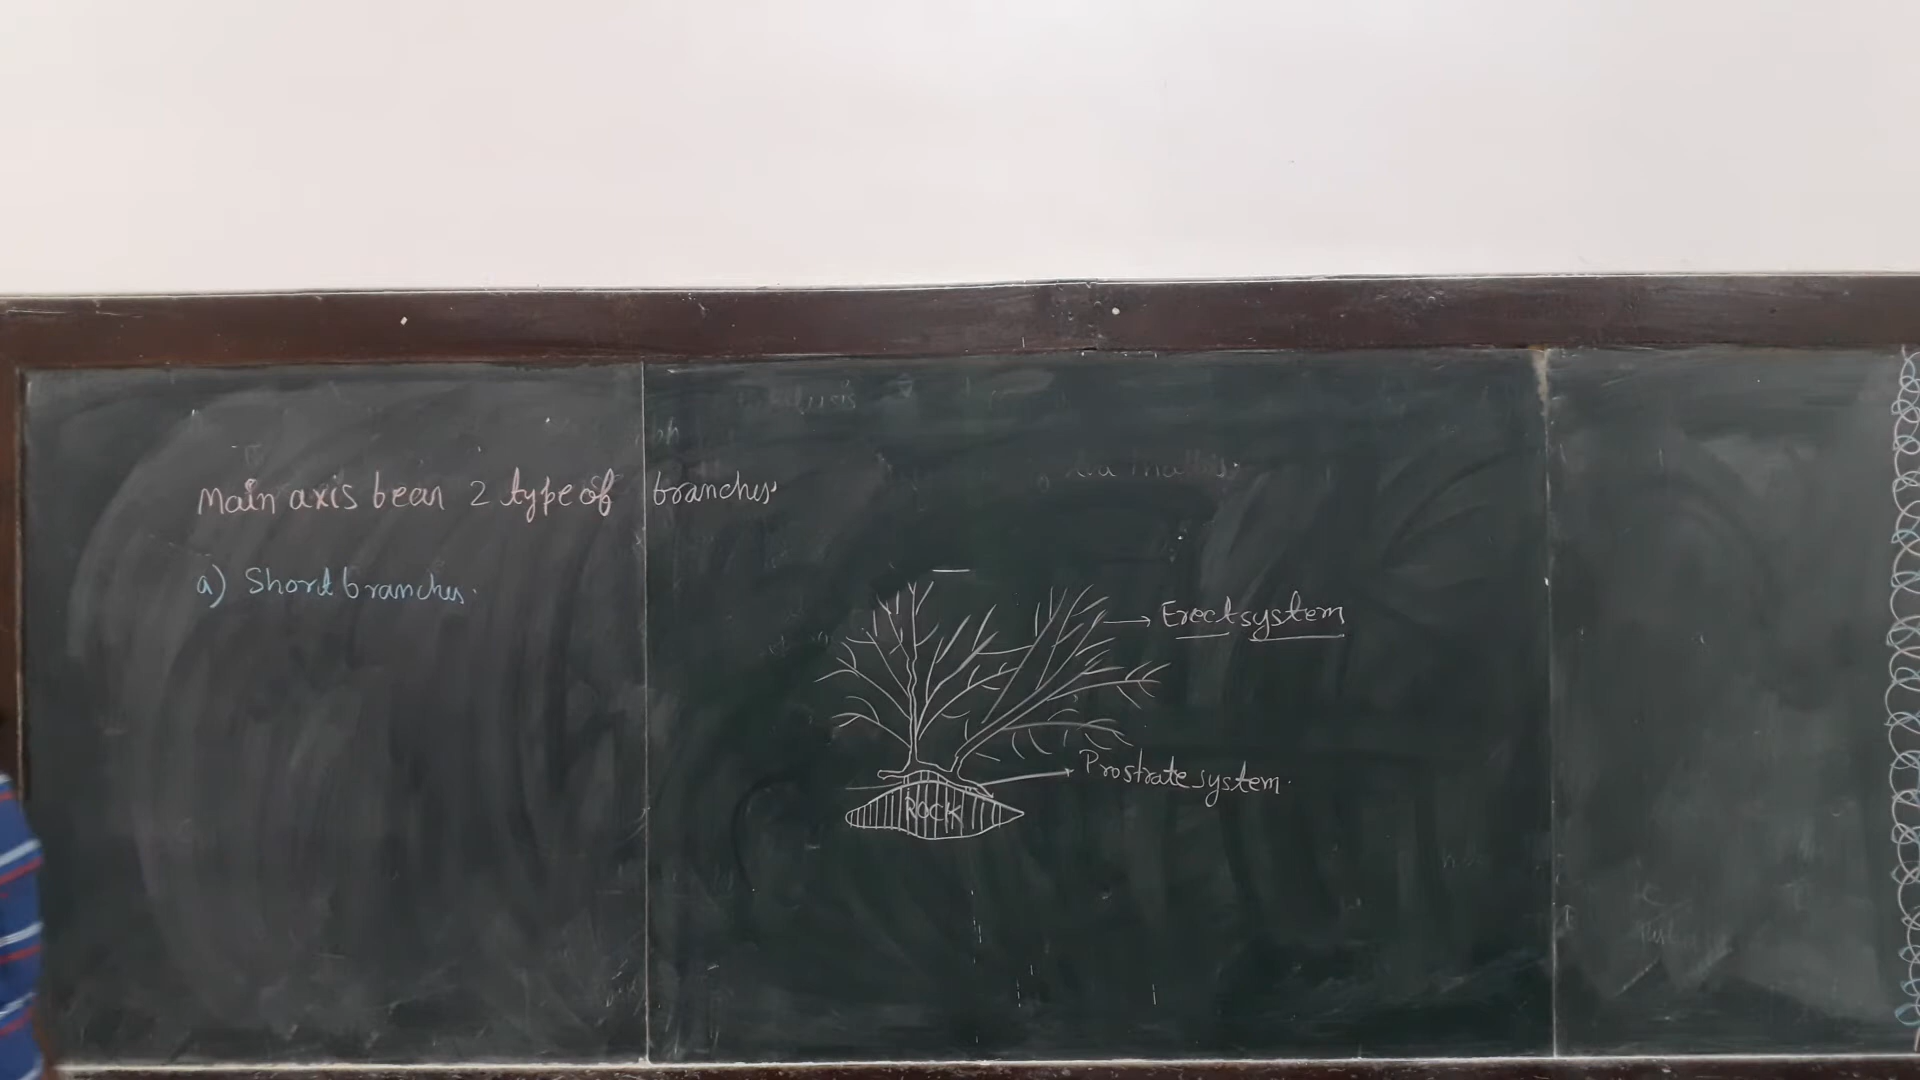 Main axis bear 2 type of branches
a) Short branches.
Erect system
Prostrate system.
ROCK